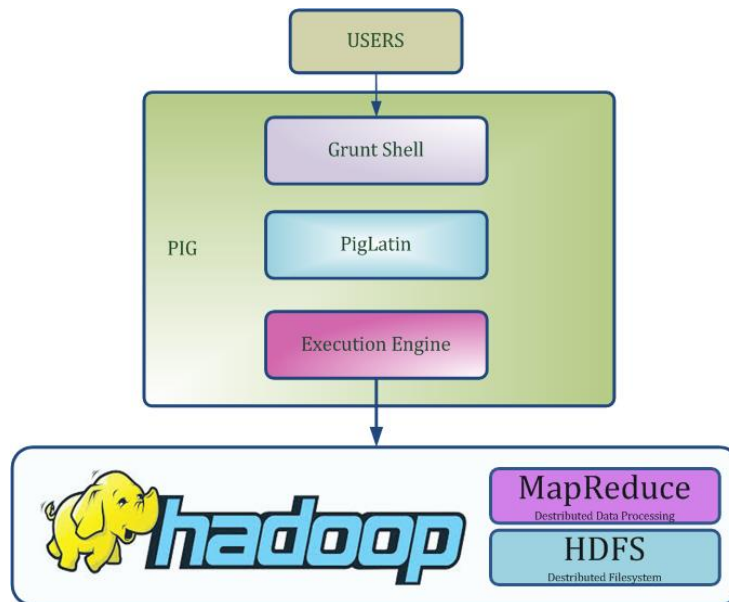 USERS
Grunt Shell
PigLatin
PIG
Execution Engine
hadoop
MapReduce
Destributed Data Processing
HDFS
Destributed Filesystem